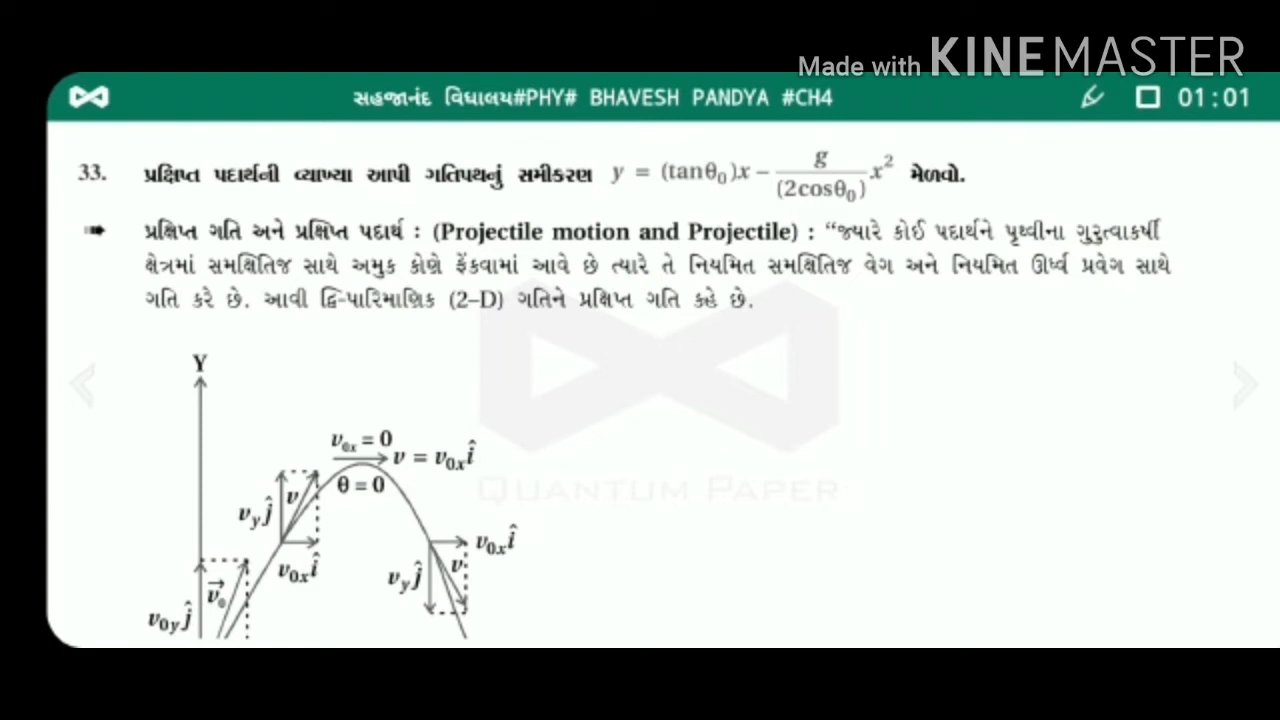 Made with KINEMASTER
સહજાનંદ વિધાલય#PHY# BHAVESH PANDYA #CH4 01:01
33. પ્રક્ષિપ્ત પદાર્થની વ્યાખ્યા આપી ગતિપથનું સમીકરણ y = (tanθ₀)x − g/(2cosθ₀) x² મેળવો.
➠ પ્રક્ષિપ્ત ગતિ અને પ્રક્ષિપ્ત પદાર્થ : (Projectile motion and Projectile) : “જ્યારે કોઈ પદાર્થને પૃથ્વીના ગુરુત્વાકર્ષી
ક્ષેત્રમાં સમક્ષિતિજ સાથે અમુક કોણે ફેંકવામાં આવે છે ત્યારે તે નિયમિત સમક્ષિતિજ વેગ અને નિયમિત ઊર્ધ્વ પ્રવેગ સાથે
ગતિ કરે છે. આવી દ્વિ-પારિમાણિક (2–D) ગતિને પ્રક્ષિપ્ત ગતિ કહે છે.
QUANTUM PAPER
Y
v₀ₓ = 0
v = v₀ₓ î
θ = 0
v
v_y ĵ
v₀ₓ î
v₀ₓ î
v_y ĵ
v
v⃗₀
v₀y ĵ